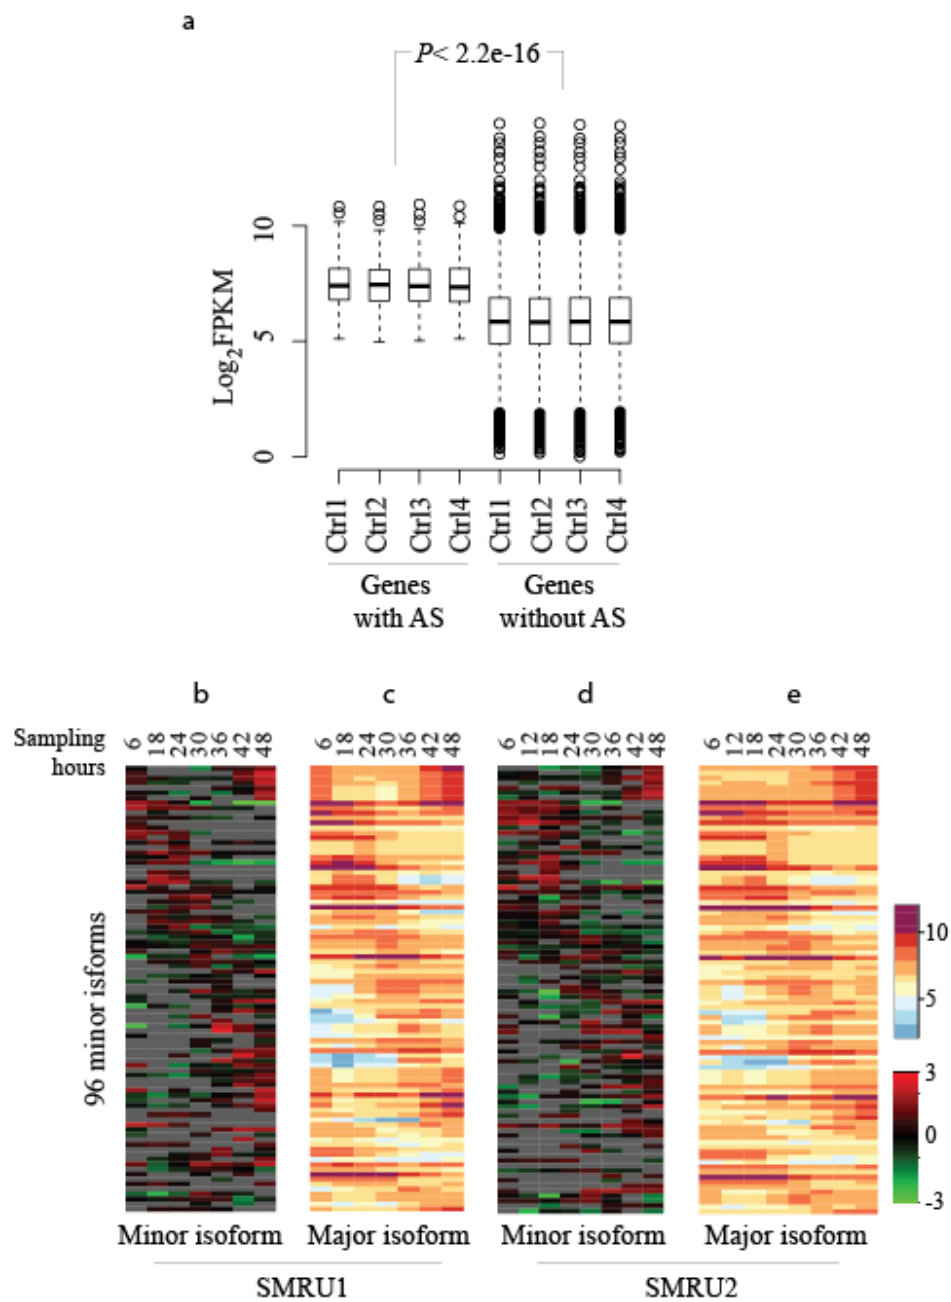 a
P< 2.2e-16
Log2FPKM
10
5
0
Ctrl1 Ctrl2 Ctrl3 Ctrl4 Ctrl1 Ctrl2 Ctrl3 Ctrl4
Genes with AS
Genes without AS
b c d e
Sampling hours
6 18 24 30 36 42 48
6 18 24 30 36 42 48
6 12 18 24 30 36 42 48
6 12 18 24 30 36 42 48
96 minor isforms
10
5
3
0
-3
Minor isoform Major isoform Minor isoform Major isoform
SMRU1 SMRU2